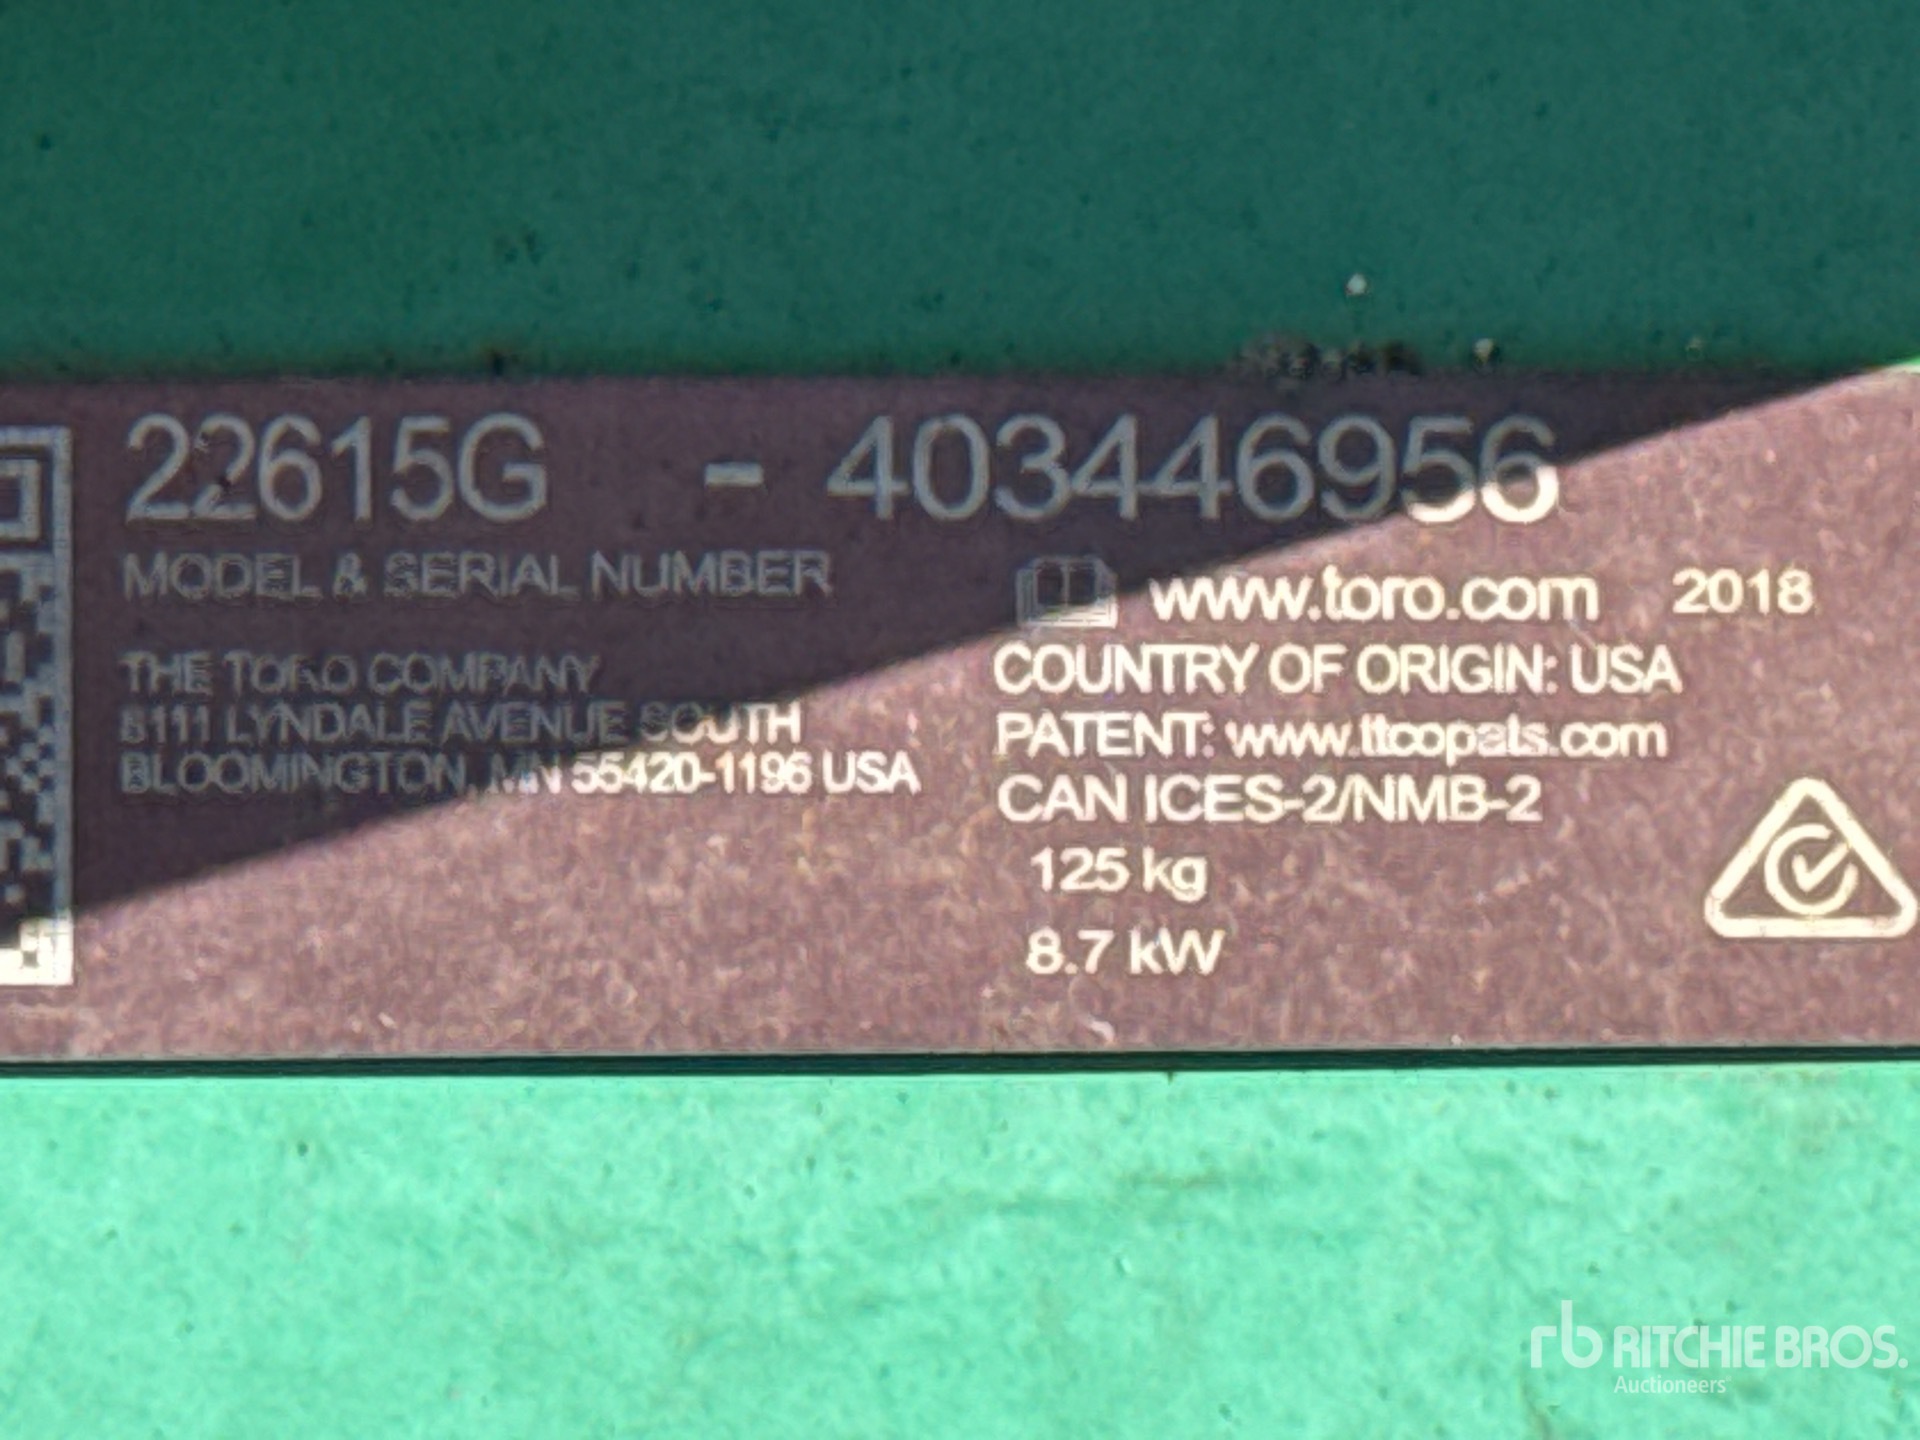 22615G - 403446956
MODEL & SERIAL NUMBER
THE TORO COMPANY
8111 LYNDALE AVENUE SOUTH
BLOOMINGTON, MN 55420-1196 USA
www.toro.com 2018
COUNTRY OF ORIGIN: USA
PATENT: www.ttcopats.com
CAN ICES-2/NMB-2
125 kg
8.7 kW
rb RITCHIE BROS.
Auctioneers